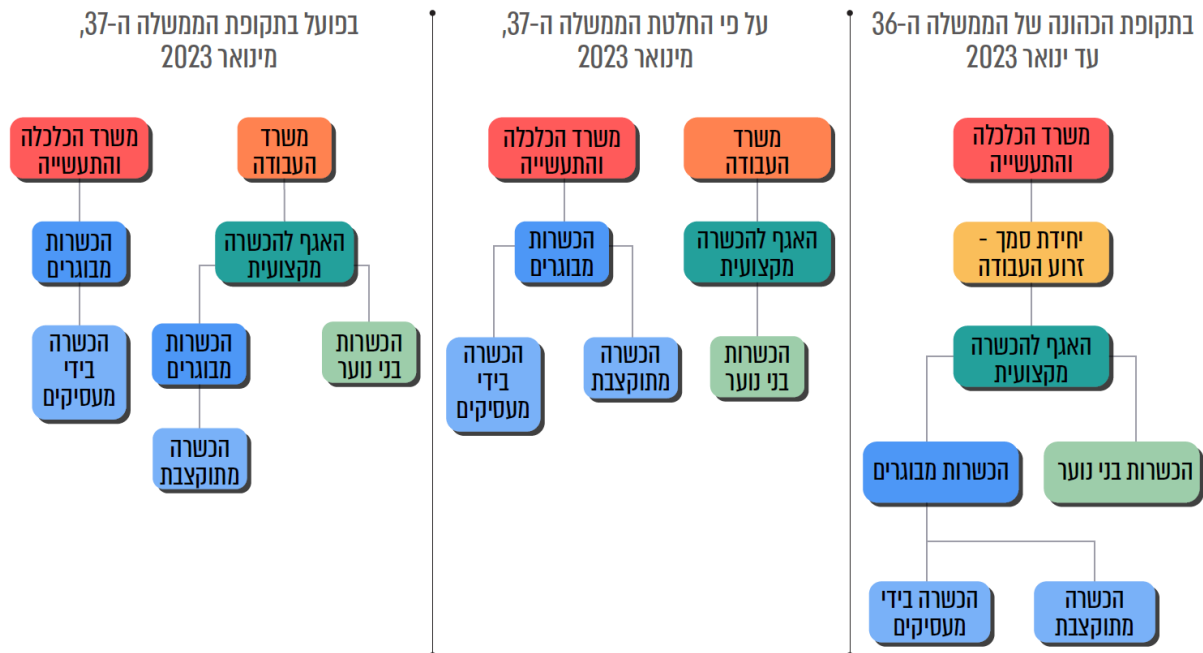 בתקופת הכהונה של הממשלה ה-36
עד ינואר 2023
משרד הכלכלה
והתעשייה
יחידת סמך -
זרוע העבודה
האגף להכשרה
מקצועית
הכשרות בני נוער
הכשרות מבוגרים
הכשרה
מתוקצבת
הכשרה בידי
מעסיקים
על פי החלטת הממשלה ה-37,
מינואר 2023
משרד
העבודה
משרד הכלכלה
והתעשייה
האגף להכשרה
מקצועית
הכשרות
מבוגרים
הכשרות
בני נוער
הכשרה
מתוקצבת
הכשרה
בידי
מעסיקים
בפועל בתקופת הממשלה ה-37,
מינואר 2023
משרד
העבודה
משרד הכלכלה
והתעשייה
האגף להכשרה
מקצועית
הכשרות
מבוגרים
הכשרות
בני נוער
הכשרות
מבוגרים
הכשרה
בידי
מעסיקים
הכשרה
מתוקצבת